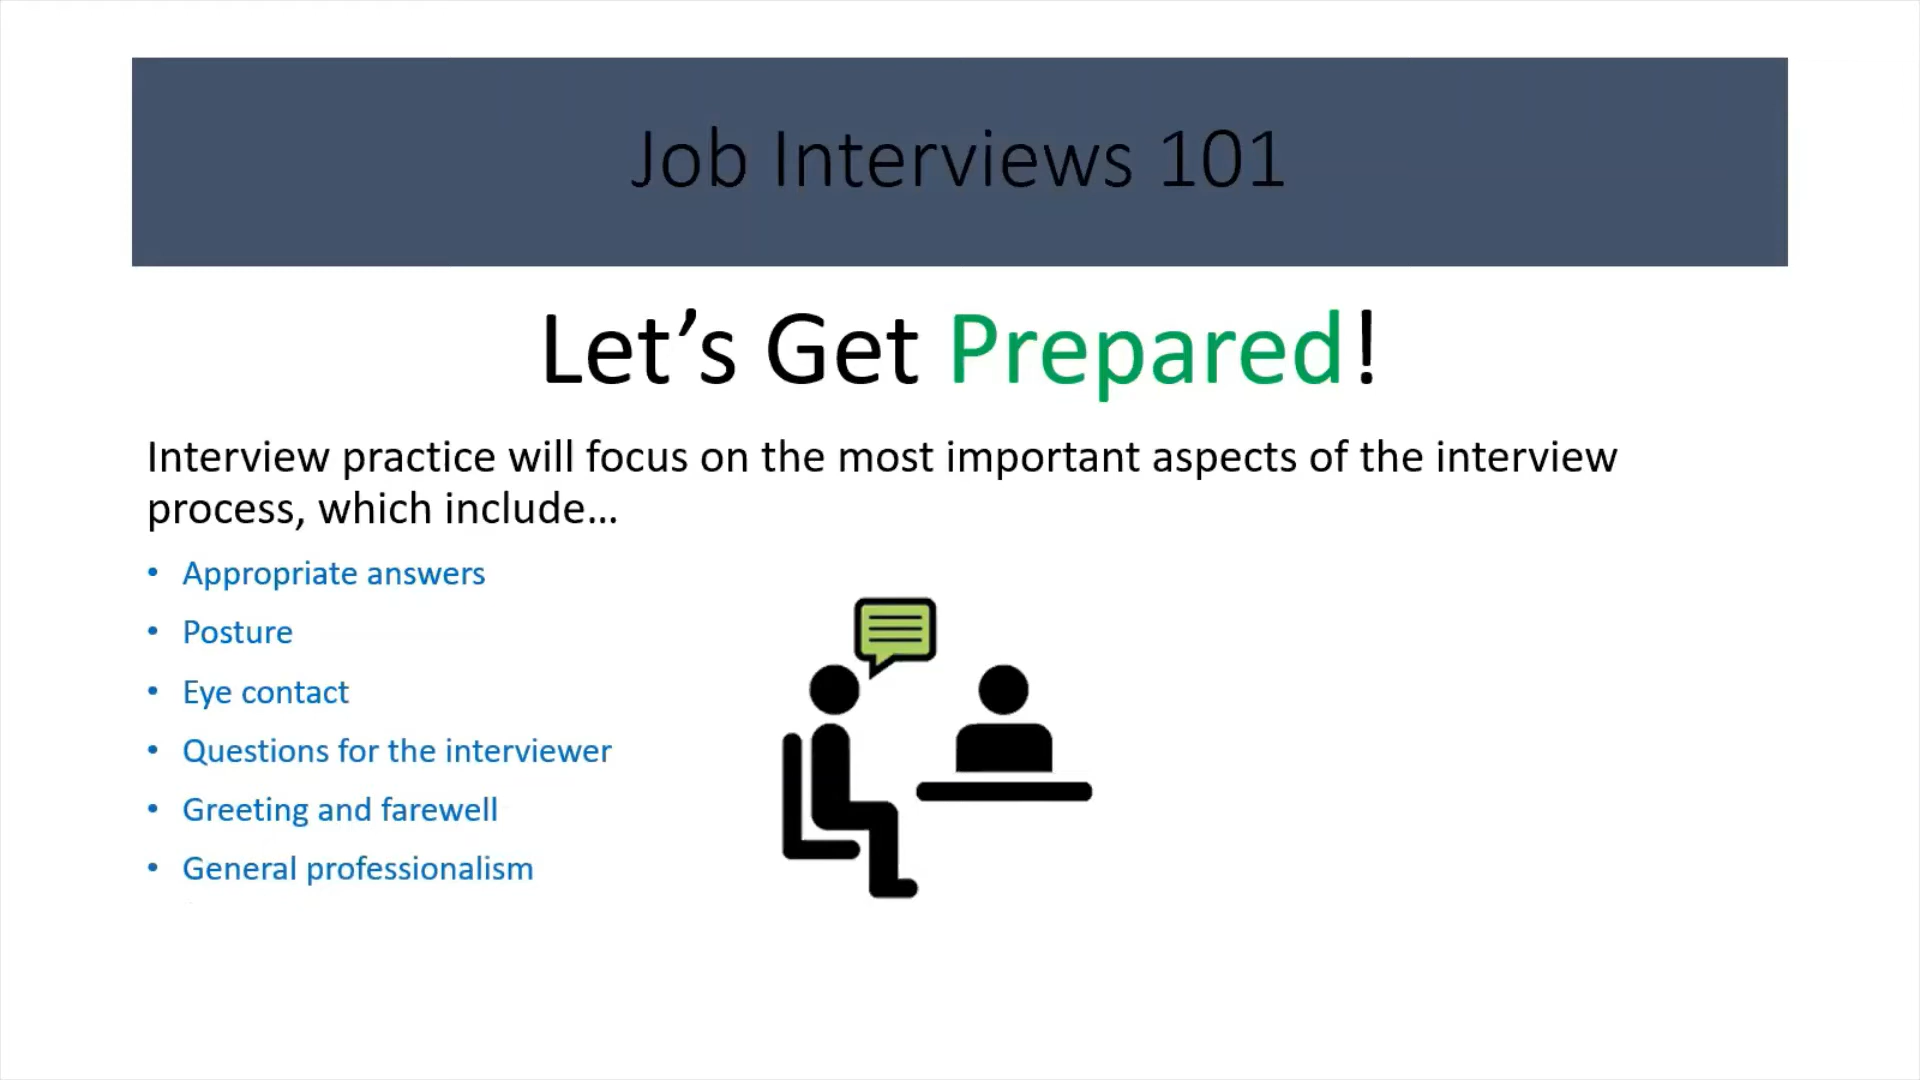 Job Interviews 101
Let’s Get Prepared!
Interview practice will focus on the most important aspects of the interview
process, which include…
• Appropriate answers
• Posture
• Eye contact
• Questions for the interviewer
• Greeting and farewell
• General professionalism